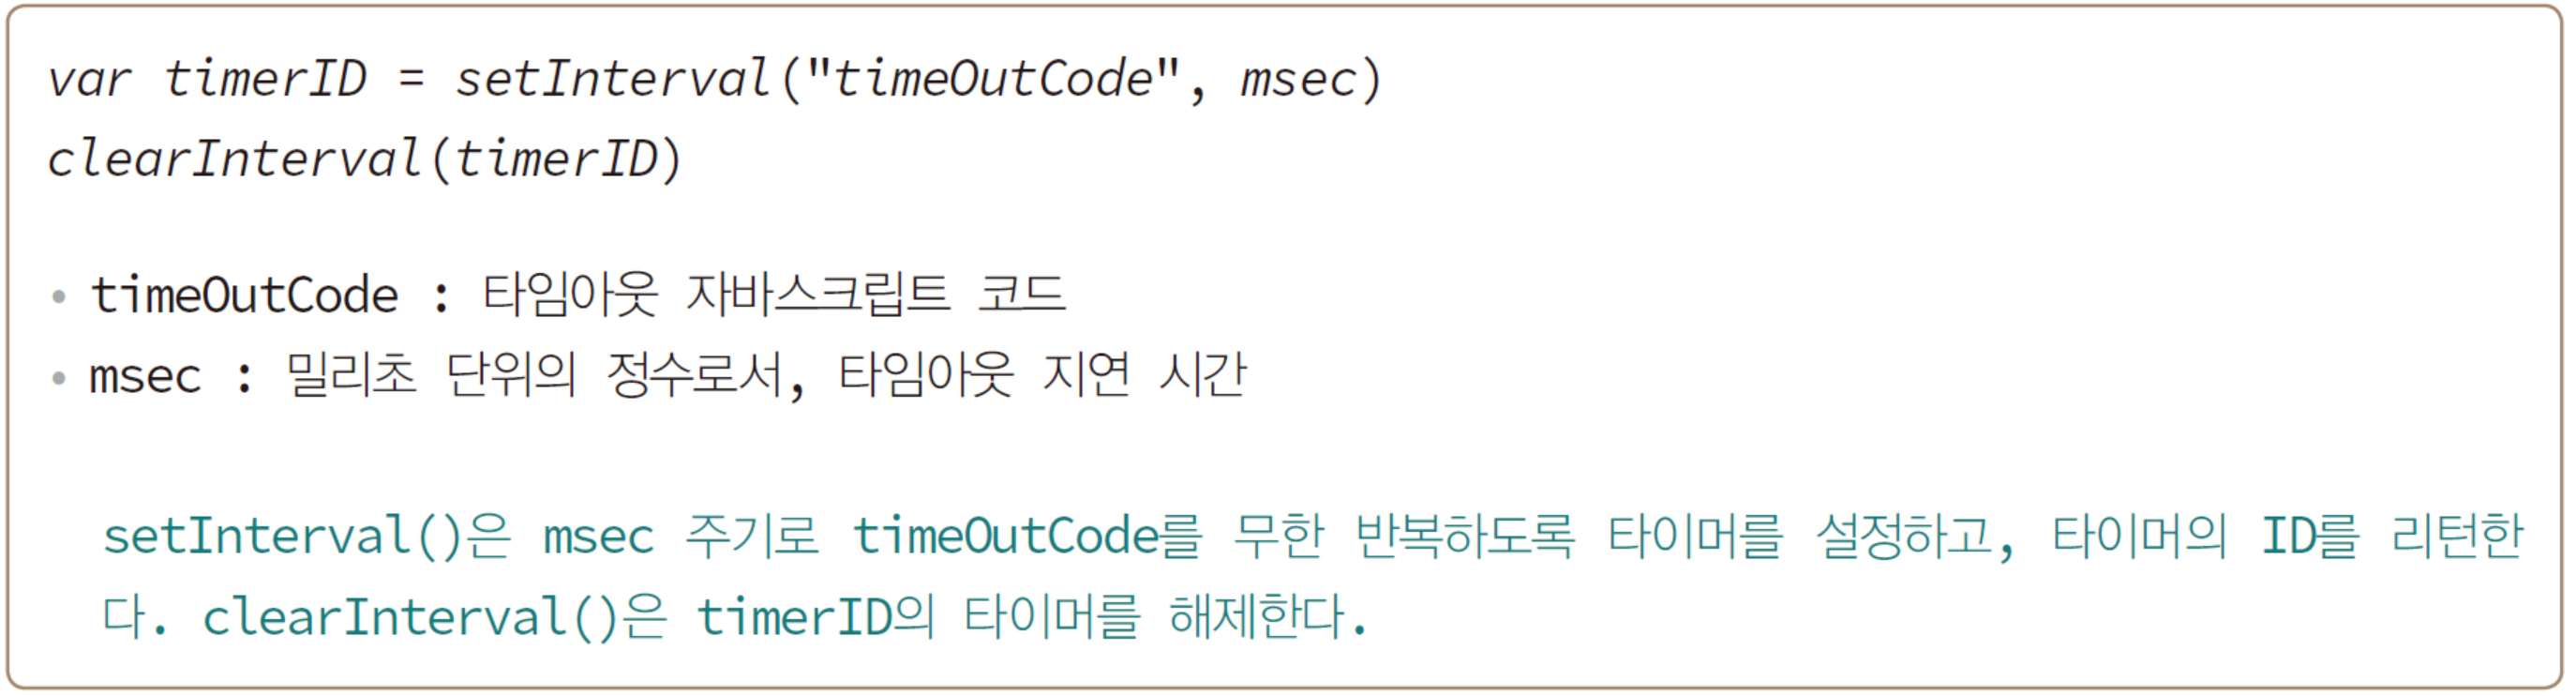 var timerID = setInterval("timeOutCode", msec)
clearInterval(timerID)
• timeOutCode : 타임아웃 자바스크립트 코드
• msec : 밀리초 단위의 정수로서, 타임아웃 지연 시간
setInterval()은 msec 주기로 timeOutCode를 무한 반복하도록 타이머를 설정하고, 타이머의 ID를 리턴한
다. clearInterval()은 timerID의 타이머를 해제한다.